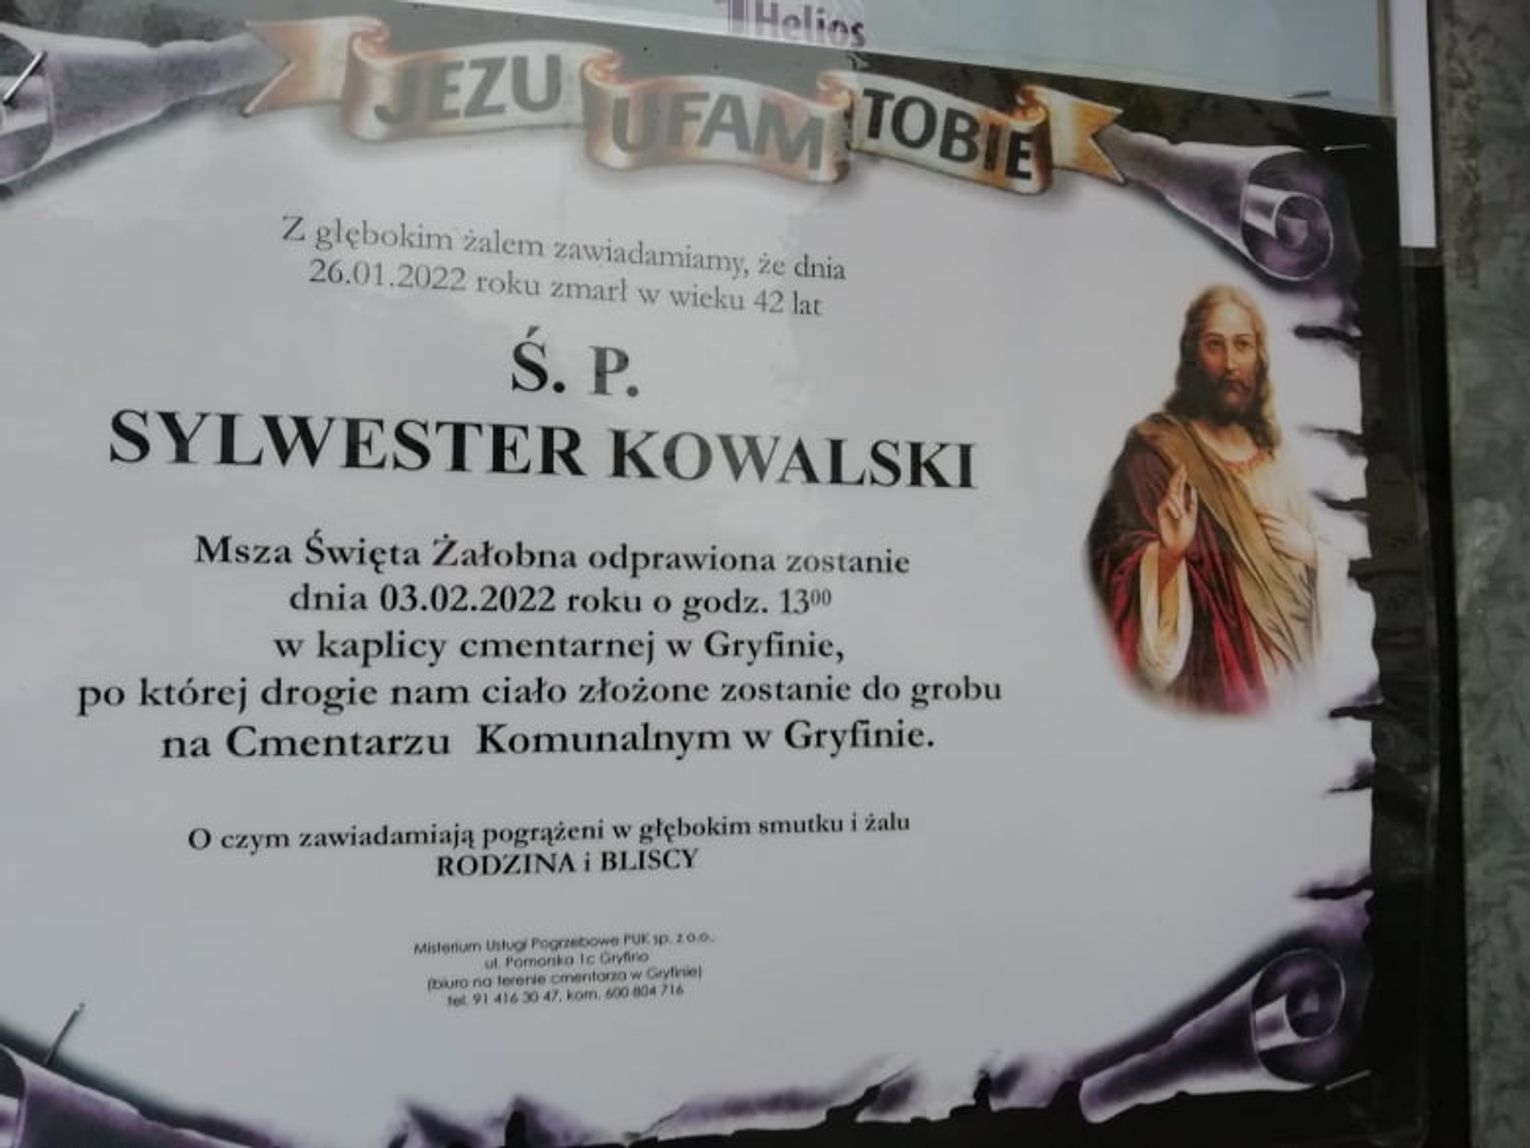 Helios
JEZU UFAM TOBIE
Z głębokim żalem zawiadamiamy, że dnia
26.01.2022 roku zmarł w wieku 42 lat
Ś. P.
SYLWESTER KOWALSKI
Msza Święta Żałobna odprawiona zostanie
dnia 03.02.2022 roku o godz. 13⁰⁰
w kaplicy cmentarnej w Gryfinie,
po której drogie nam ciało złożone zostanie do grobu
na Cmentarzu Komunalnym w Gryfinie.
O czym zawiadamiają pogrążeni w głębokim smutku i żalu
RODZINA i BLISCY
Misterium Usługi Pogrzebowe PUK sp. z o.o.
ul. Pomorska 1c Gryfino
(biuro na terenie cmentarza w Gryfinie)
tel. 91 416 30 47, kom. 600 804 716